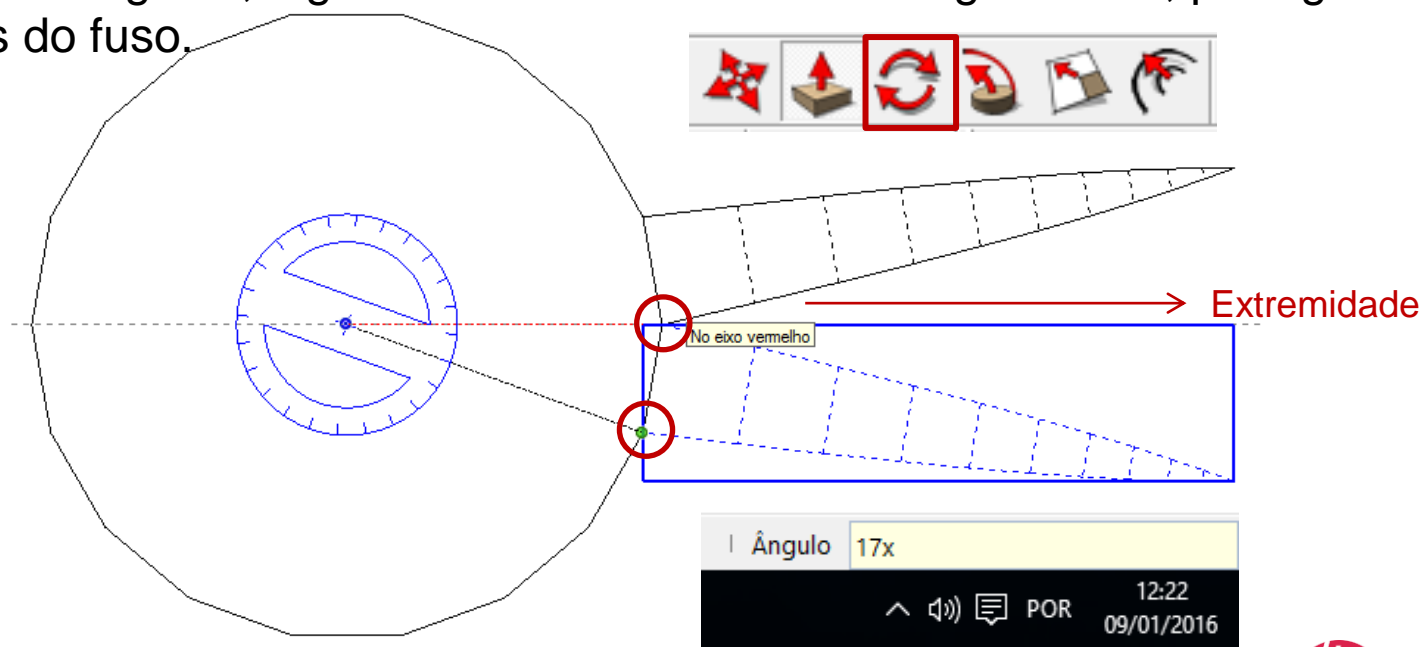 s do fuso.
Extremidade
No eixo vermelho
Ângulo 17x
POR
12:22
09/01/2016